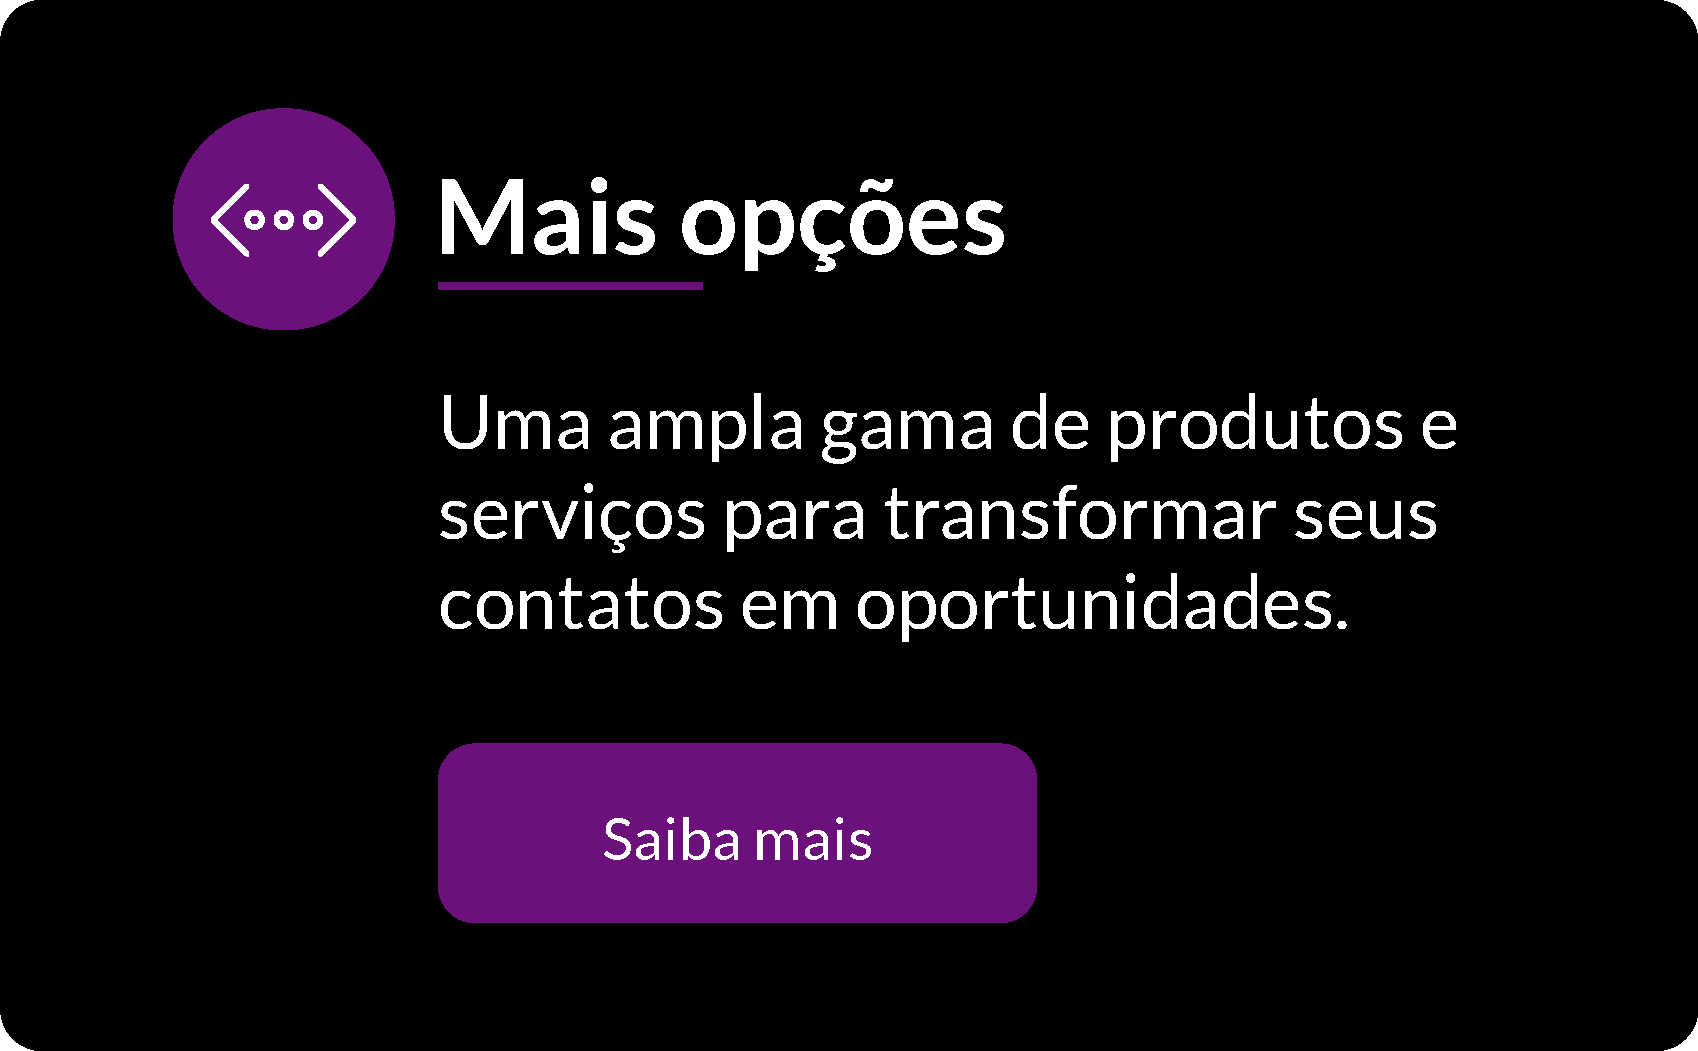 Mais opções
Uma ampla gama de produtos e
serviços para transformar seus
contatos em oportunidades.
Saiba mais